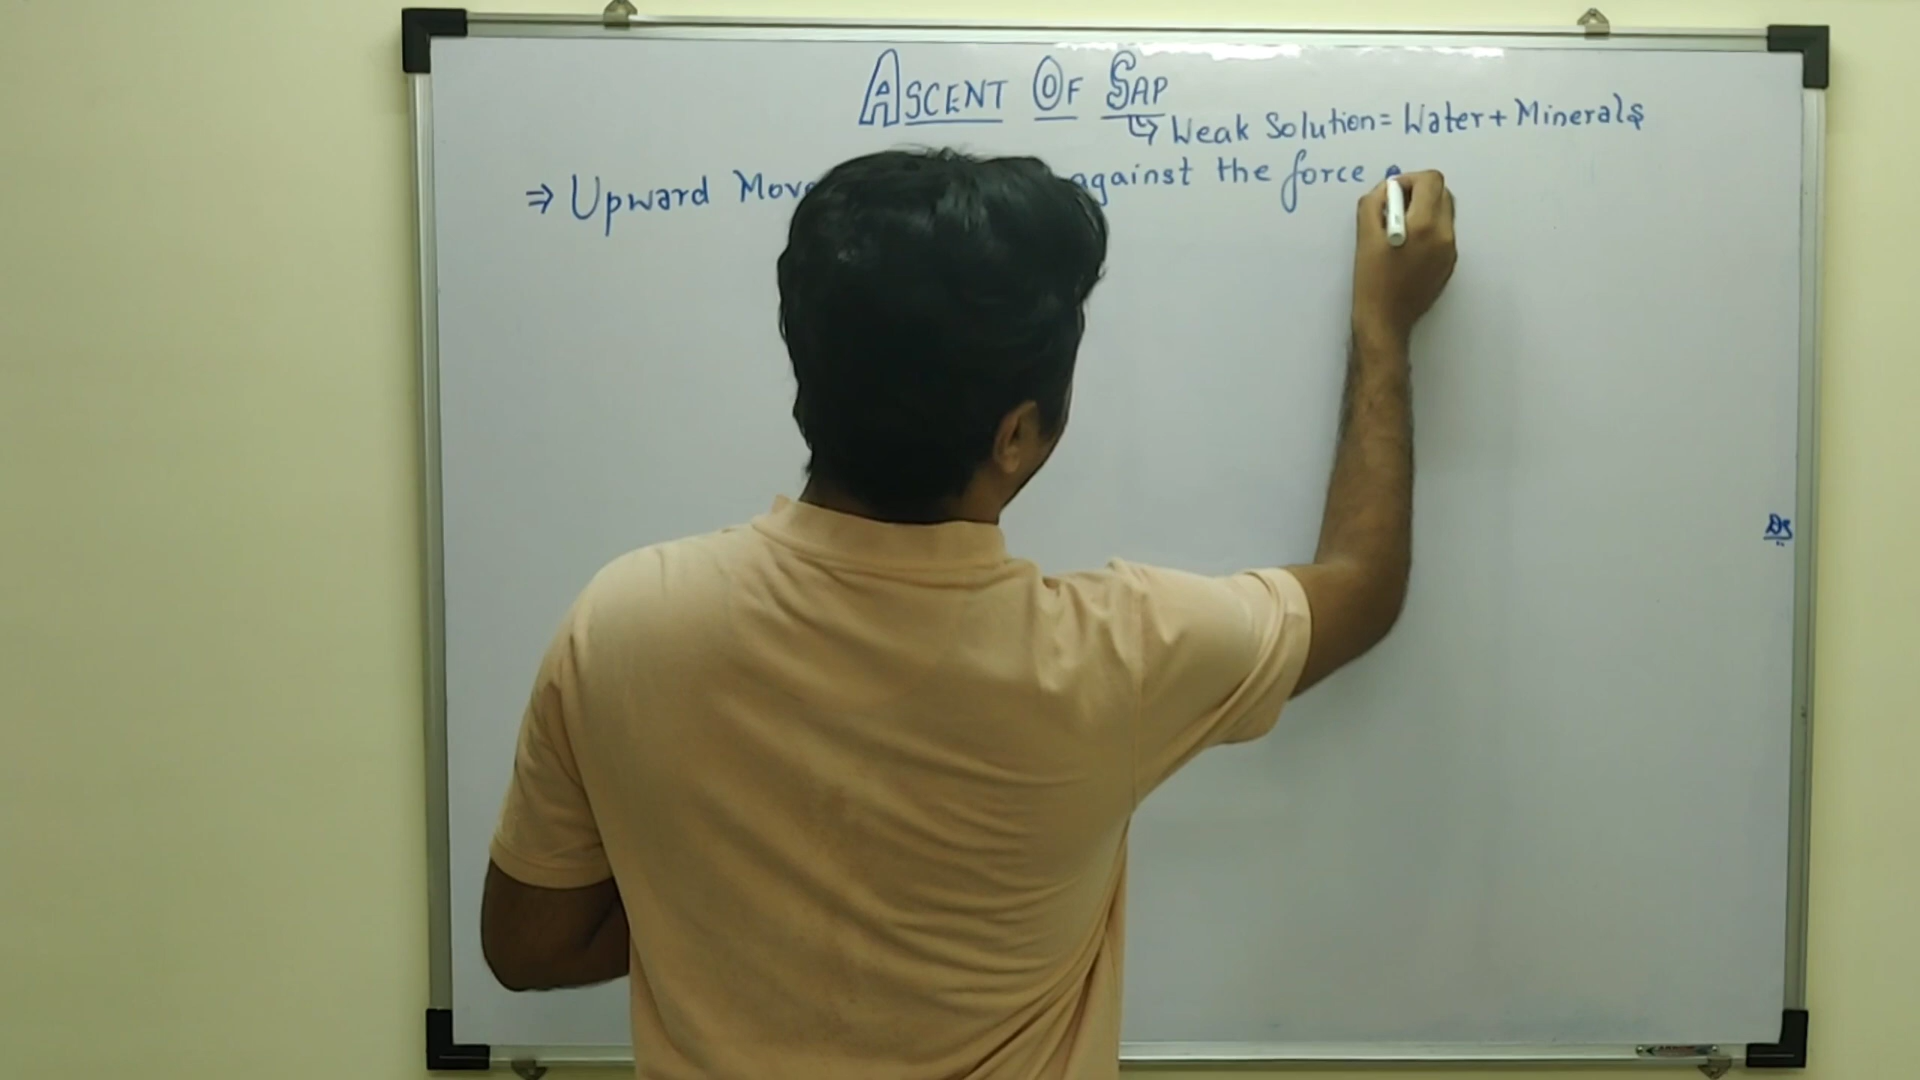 ASCENT OF SAP
↳ Weak Solution = Water + Minerals
⇒ Upward Move against the force